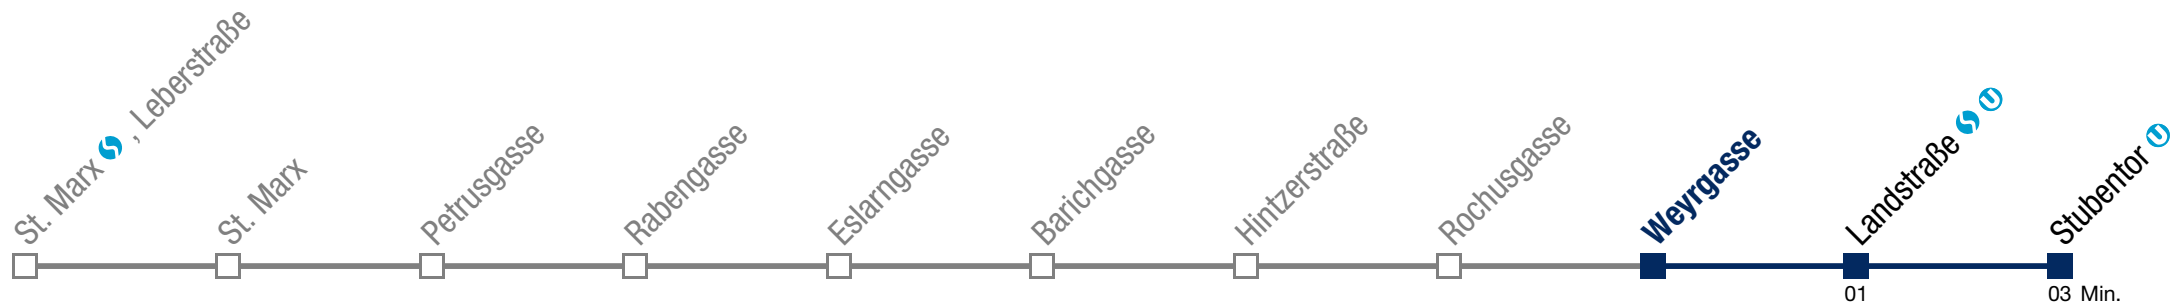 St. Marx , Leberstraße
St. Marx
Petrusgasse
Rabengasse
Eslarngasse
Barichgasse
Hintzerstraße
Rochusgasse
Weyrgasse
Landstraße
Stubentor
01
03 Min.